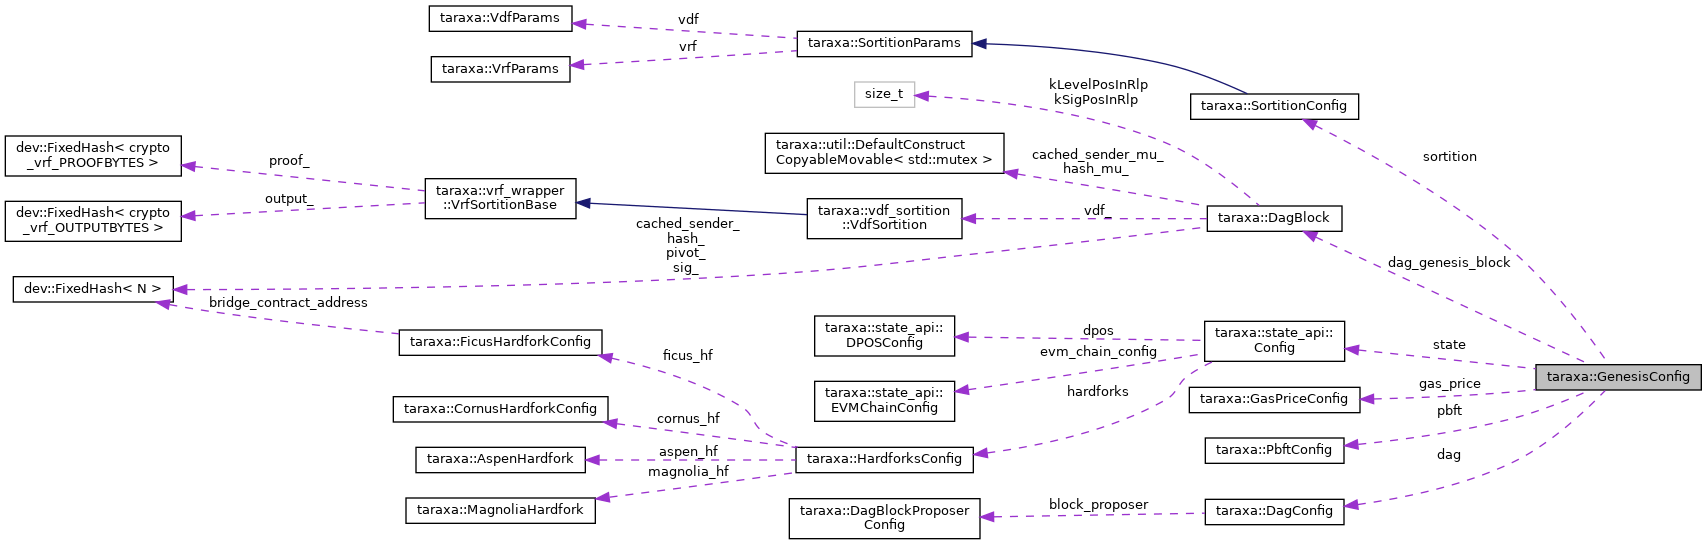 taraxa::VdfParams
vdf
taraxa::SortitionParams
vrf
taraxa::VrfParams
size_t
kLevelPosInRlp
kSigPosInRlp
taraxa::SortitionConfig
dev::FixedHash< crypto
_vrf_PROOFBYTES >
proof_
taraxa::util::DefaultConstruct
CopyableMovable< std::mutex >
cached_sender_mu_
hash_mu_
sortition
dev::FixedHash< crypto
_vrf_OUTPUTBYTES >
output_
taraxa::vrf_wrapper
::VrfSortitionBase
taraxa::vdf_sortition
::VdfSortition
vdf_
taraxa::DagBlock
cached_sender_
hash_
pivot_
sig_
dag_genesis_block
dev::FixedHash< N >
bridge_contract_address
taraxa::FicusHardforkConfig
ficus_hf
taraxa::state_api::
DPOSConfig
dpos
evm_chain_config
taraxa::state_api::
Config
state
taraxa::state_api::
EVMChainConfig
hardforks
taraxa::GasPriceConfig
gas_price
taraxa::GenesisConfig
taraxa::CornusHardforkConfig
cornus_hf
pbft
taraxa::PbftConfig
taraxa::AspenHardfork
aspen_hf
taraxa::HardforksConfig
magnolia_hf
dag
taraxa::MagnoliaHardfork
taraxa::DagBlockProposer
Config
block_proposer
taraxa::DagConfig